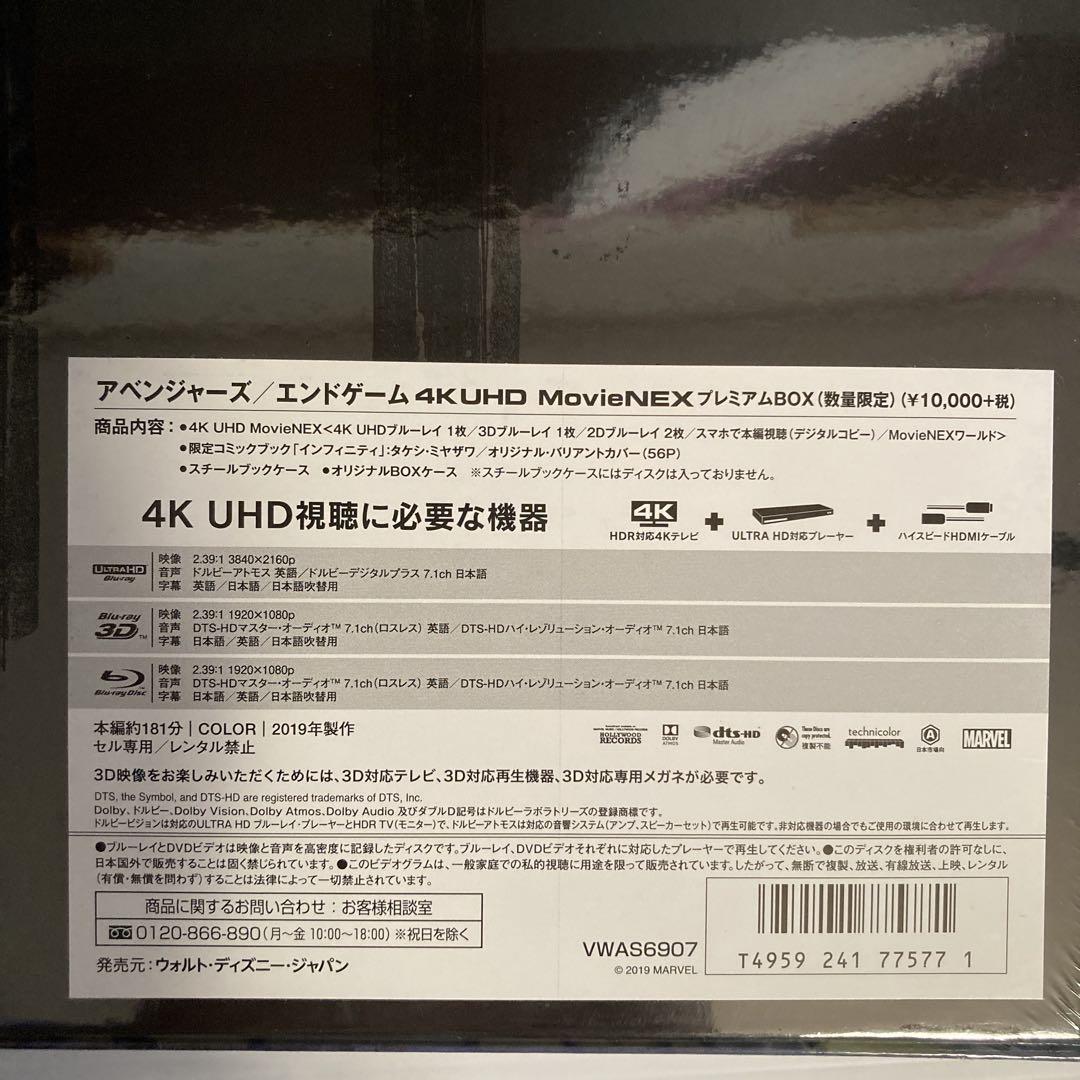 アベンジャーズ／エンドゲーム 4K UHD MovieNEX プレミアムBOX（数量限定）（¥10,000+税）
商品内容：●4K UHD MovieNEX<4K UHDブルーレイ 1枚／3Dブルーレイ 1枚／2Dブルーレイ 2枚／スマホで本編視聴（デジタルコピー）／MovieNEXワールド>
●限定コミックブック「インフィニティ」：タケシ・ミヤザワ／オリジナル・バリアントカバー（56P）
●スチールブックケース ●オリジナルBOXケース ※スチールブックケースにはディスクは入っておりません。
4K UHD視聴に必要な機器
4K
HDR対応4Kテレビ + ULTRA HD対応プレーヤー + ハイスピードHDMIケーブル
ULTRA HD Blu-ray
映像 2.39:1 3840×2160p
音声 ドルビーアトモス 英語／ドルビーデジタルプラス 7.1ch 日本語
字幕 英語／日本語／日本語吹替用
Blu-ray 3D™
映像 2.39:1 1920×1080p
音声 DTS-HDマスター・オーディオ™ 7.1ch（ロスレス） 英語／DTS-HDハイ・レゾリューション・オーディオ™ 7.1ch 日本語
字幕 日本語／英語／日本語吹替用
Blu-ray Disc
映像 2.39:1 1920×1080p
音声 DTS-HDマスター・オーディオ™ 7.1ch（ロスレス） 英語／DTS-HDハイ・レゾリューション・オーディオ™ 7.1ch 日本語
字幕 日本語／英語／日本語吹替用
本編約181分｜COLOR｜2019年製作
セル専用／レンタル禁止
HOLLYWOOD RECORDS DOLBY ATMOS dts-HD Master Audio These Discs are copy protected. 複製不能 technicolor A 日本市場向 MARVEL
3D映像をお楽しみいただくためには、3D対応テレビ、3D対応再生機器、3D対応専用メガネが必要です。
DTS, the Symbol, and DTS-HD are registered trademarks of DTS, Inc.
Dolby、ドルビー、Dolby Vision、Dolby Atmos、Dolby Audio 及びダブルD記号はドルビーラボラトリーズの登録商標です。
ドルビービジョンは対応のULTRA HD ブルーレイ・プレーヤーとHDR TV（モニター）で、ドルビーアトモスは対応の音響システム（アンプ、スピーカーセット）で再生可能です。非対応機器の場合でもご使用の環境に合わせて再生します。
●ブルーレイとDVDビデオは映像と音声を高密度に記録したディスクです。ブルーレイ、DVDビデオそれぞれに対応したプレーヤーで再生してください。●このディスクを権利者の許可なしに、
日本国外で販売することは固く禁じられています。●このビデオグラムは、一般家庭での私的視聴に用途を限って販売されています。したがって、無断で複製、放送、有線放送、上映、レンタル
（有償・無償を問わず）することは法律によって一切禁止されています。
商品に関するお問い合わせ：お客様相談室
0120-866-890（月〜金 10:00〜18:00）※祝日を除く
発売元：ウォルト・ディズニー・ジャパン
VWAS6907
© 2019 MARVEL
T4959 241 77577 1